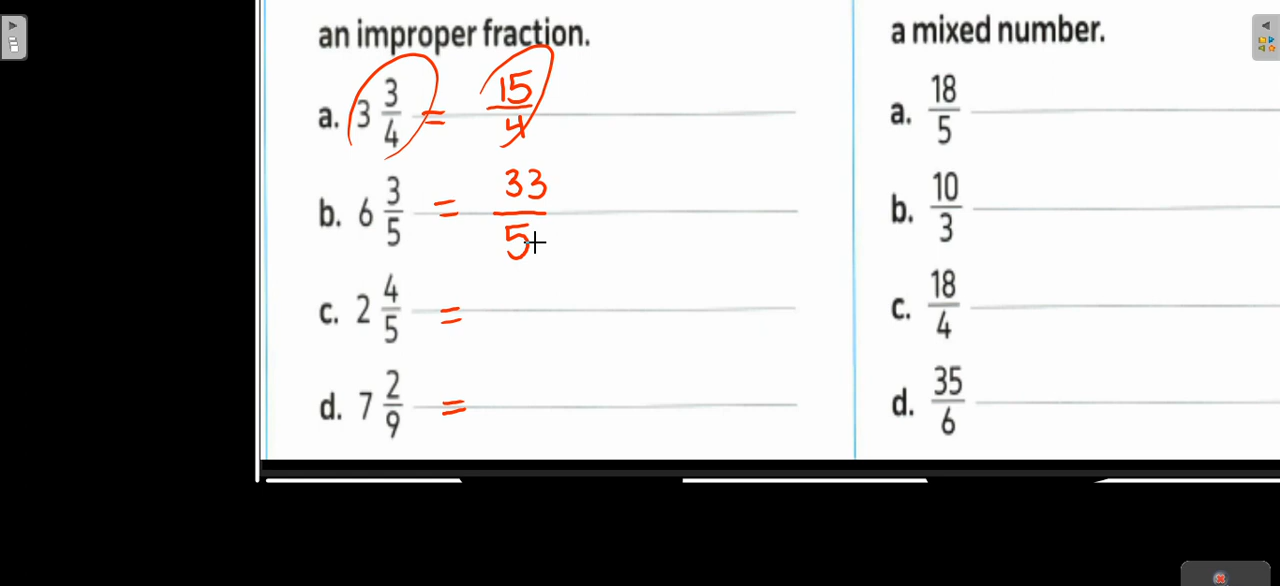 an improper fraction.
a. 3 3/4 = 15/4
b. 6 3/5 = 33/5
c. 2 4/5 =
d. 7 2/9 =
a mixed number.
a. 18/5
b. 10/3
c. 18/4
d. 35/6